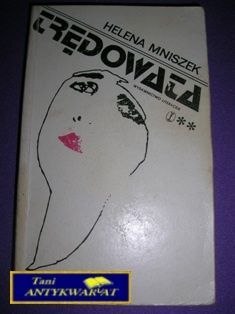 HELENA MNISZEK
TRĘDOWATA
WYDAWNICTWO LITERACKIE
**
Tani
ANTYKWARIAT